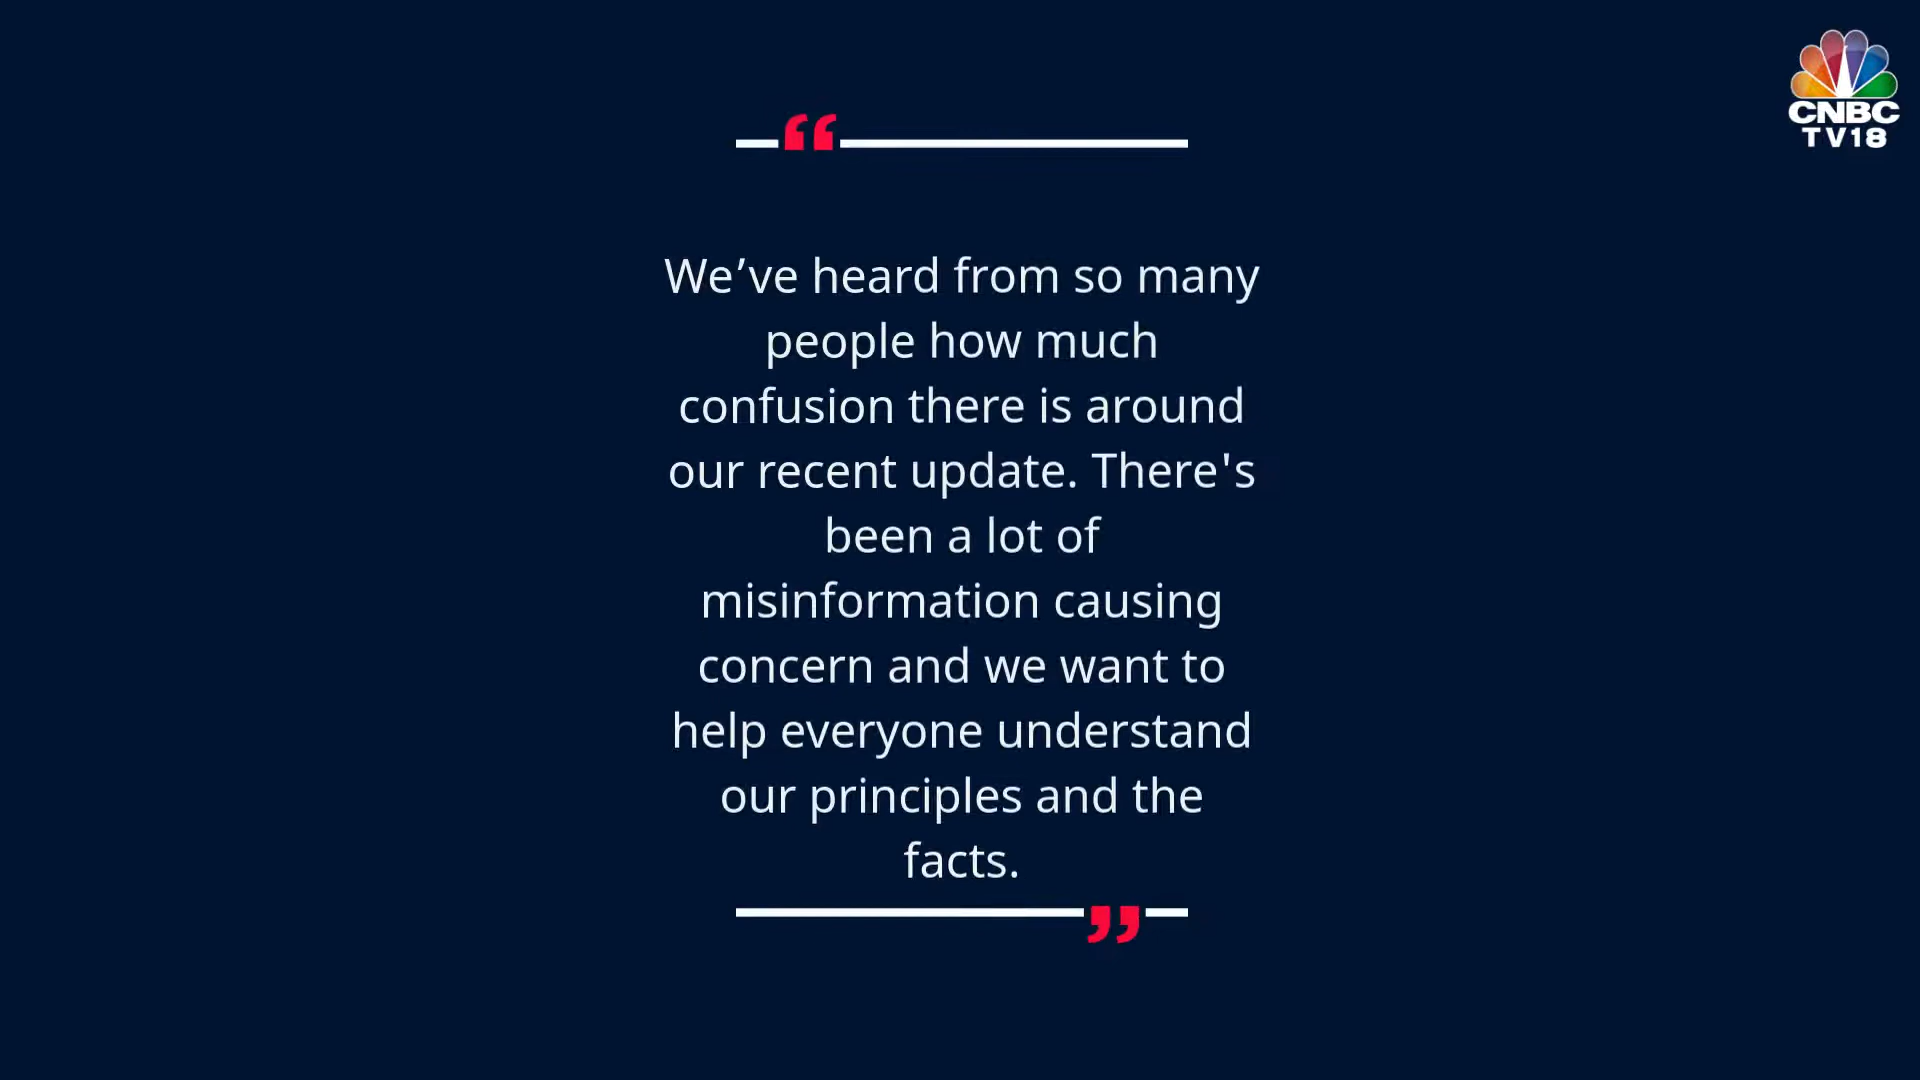 CNBC
TV18
“
We’ve heard from so many
people how much
confusion there is around
our recent update. There's
been a lot of
misinformation causing
concern and we want to
help everyone understand
our principles and the
facts.
”